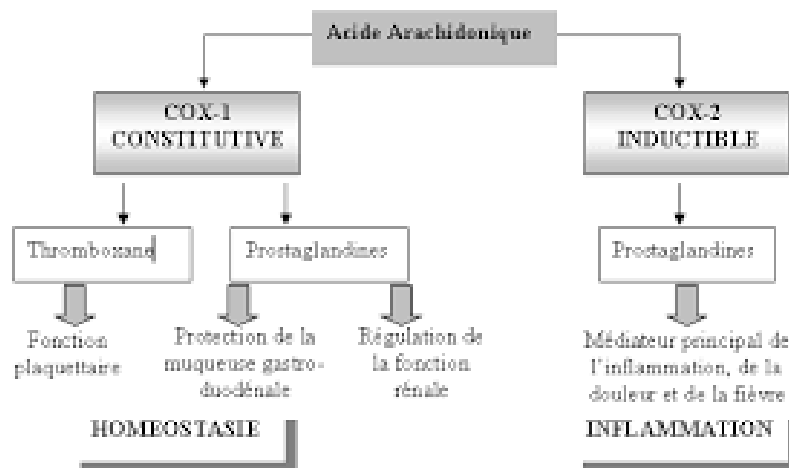 Acide Arachidonique
COX-1
CONSTITUTIVE
COX-2
INDUCTIBLE
Thromboxane
Prostaglandines
Prostaglandines
Fonction
plaquettaire
Protection de la
muqueuse gastro-
duodénale
Régulation de
la fonction
rénale
Médiateur principal de
l'inflammation, de la
douleur et de la fièvre
HOMEOSTASIE
INFLAMMATION